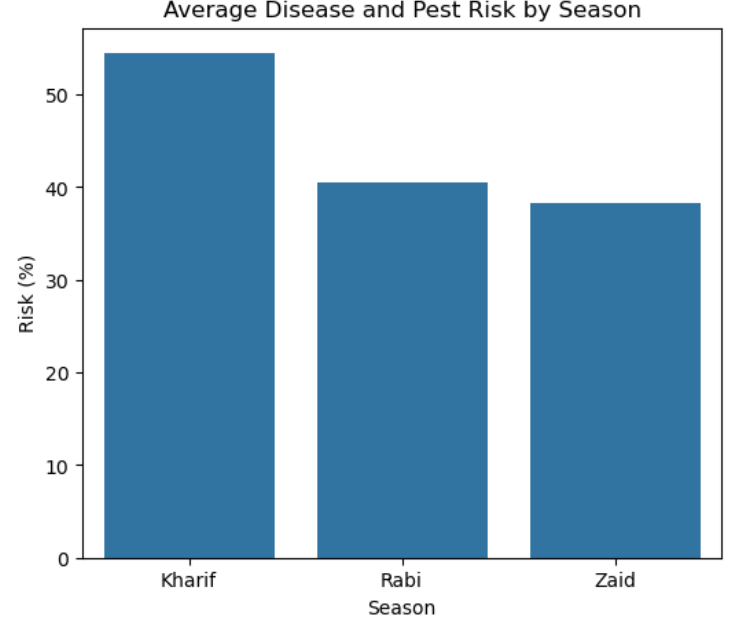 Average Disease and Pest Risk by Season
Risk (%)
50
40
30
20
10
0
Kharif
Rabi
Zaid
Season